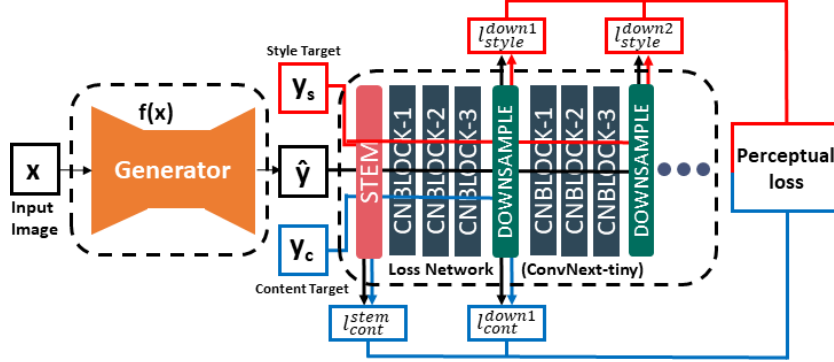 l_style^down1
l_style^down2
Style Target
y_s
f(x)
x
Generator
ŷ
Input
Image
y_c
Content Target
STEM
CNBLOCK-1
CNBLOCK-2
CNBLOCK-3
DOWNSAMPLE
CNBLOCK-1
CNBLOCK-2
CNBLOCK-3
DOWNSAMPLE
Perceptual
loss
Loss Network (ConvNext-tiny)
l_cont^stem
l_cont^down1